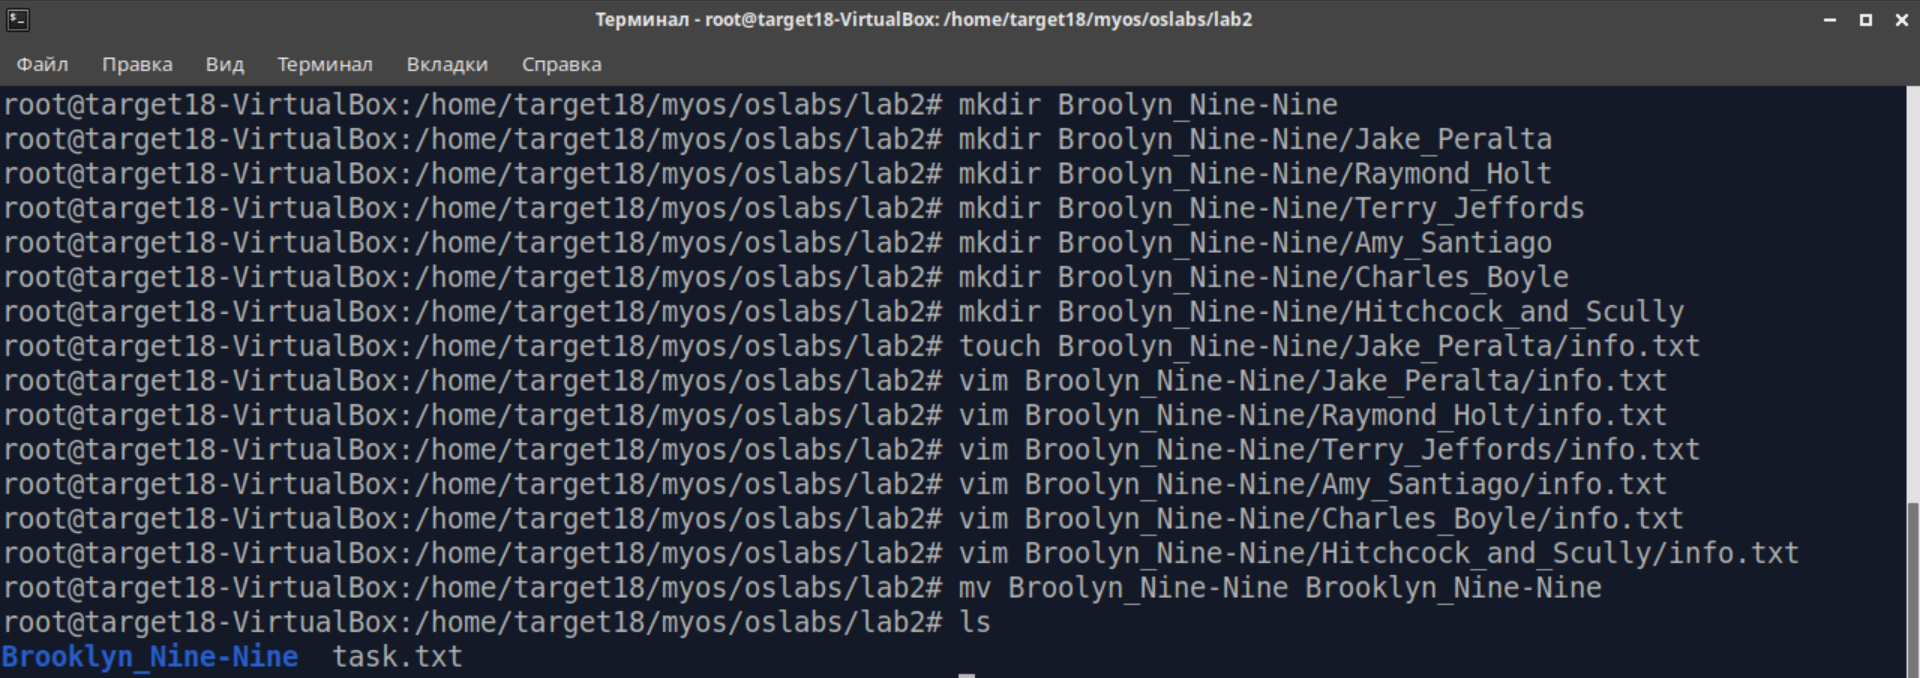 Терминал - root@target18-VirtualBox: /home/target18/myos/oslabs/lab2
Файл Правка Вид Терминал Вкладки Справка
root@target18-VirtualBox:/home/target18/myos/oslabs/lab2# mkdir Broolyn_Nine-Nine
root@target18-VirtualBox:/home/target18/myos/oslabs/lab2# mkdir Broolyn_Nine-Nine/Jake_Peralta
root@target18-VirtualBox:/home/target18/myos/oslabs/lab2# mkdir Broolyn_Nine-Nine/Raymond_Holt
root@target18-VirtualBox:/home/target18/myos/oslabs/lab2# mkdir Broolyn_Nine-Nine/Terry_Jeffords
root@target18-VirtualBox:/home/target18/myos/oslabs/lab2# mkdir Broolyn_Nine-Nine/Amy_Santiago
root@target18-VirtualBox:/home/target18/myos/oslabs/lab2# mkdir Broolyn_Nine-Nine/Charles_Boyle
root@target18-VirtualBox:/home/target18/myos/oslabs/lab2# mkdir Broolyn_Nine-Nine/Hitchcock_and_Scully
root@target18-VirtualBox:/home/target18/myos/oslabs/lab2# touch Broolyn_Nine-Nine/Jake_Peralta/info.txt
root@target18-VirtualBox:/home/target18/myos/oslabs/lab2# vim Broolyn_Nine-Nine/Jake_Peralta/info.txt
root@target18-VirtualBox:/home/target18/myos/oslabs/lab2# vim Broolyn_Nine-Nine/Raymond_Holt/info.txt
root@target18-VirtualBox:/home/target18/myos/oslabs/lab2# vim Broolyn_Nine-Nine/Terry_Jeffords/info.txt
root@target18-VirtualBox:/home/target18/myos/oslabs/lab2# vim Broolyn_Nine-Nine/Amy_Santiago/info.txt
root@target18-VirtualBox:/home/target18/myos/oslabs/lab2# vim Broolyn_Nine-Nine/Charles_Boyle/info.txt
root@target18-VirtualBox:/home/target18/myos/oslabs/lab2# vim Broolyn_Nine-Nine/Hitchcock_and_Scully/info.txt
root@target18-VirtualBox:/home/target18/myos/oslabs/lab2# mv Broolyn_Nine-Nine Brooklyn_Nine-Nine
root@target18-VirtualBox:/home/target18/myos/oslabs/lab2# ls
Brooklyn_Nine-Nine  task.txt